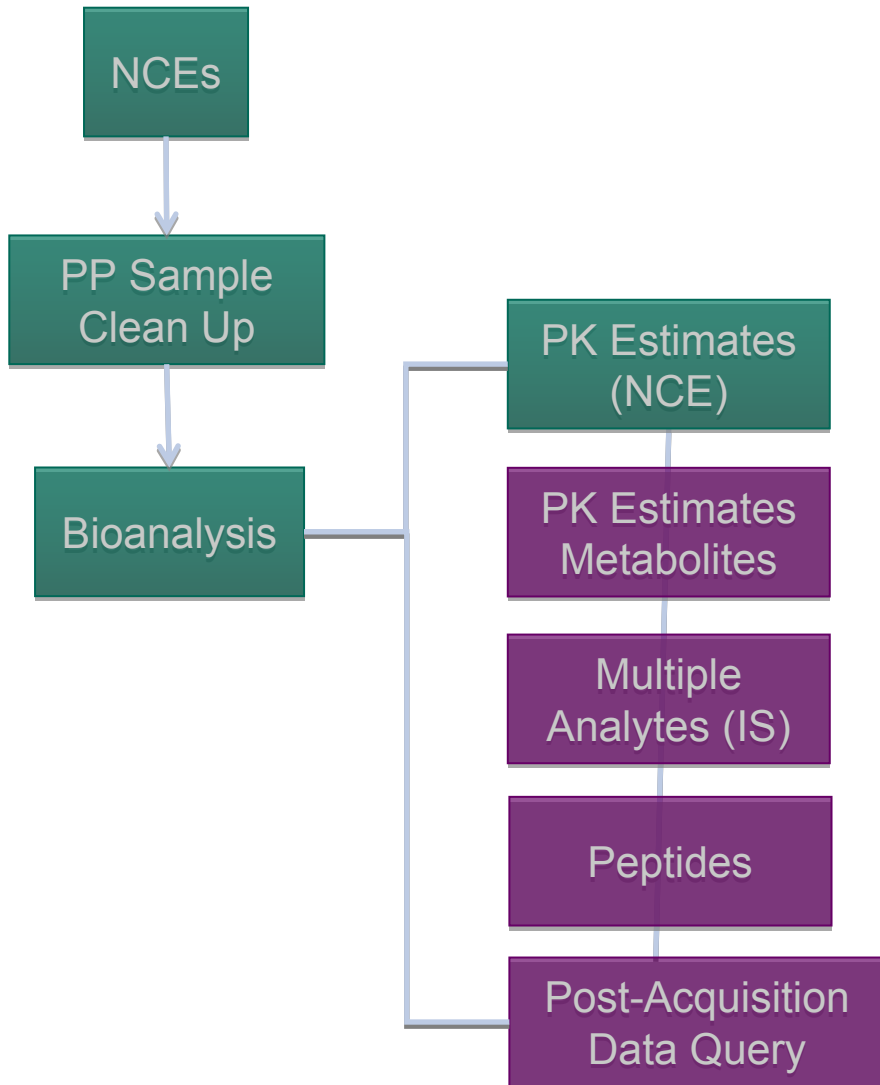 NCEs
PP Sample
Clean Up
Bioanalysis
PK Estimates
(NCE)
PK Estimates
Metabolites
Multiple
Analytes (IS)
Peptides
Post-Acquisition
Data Query